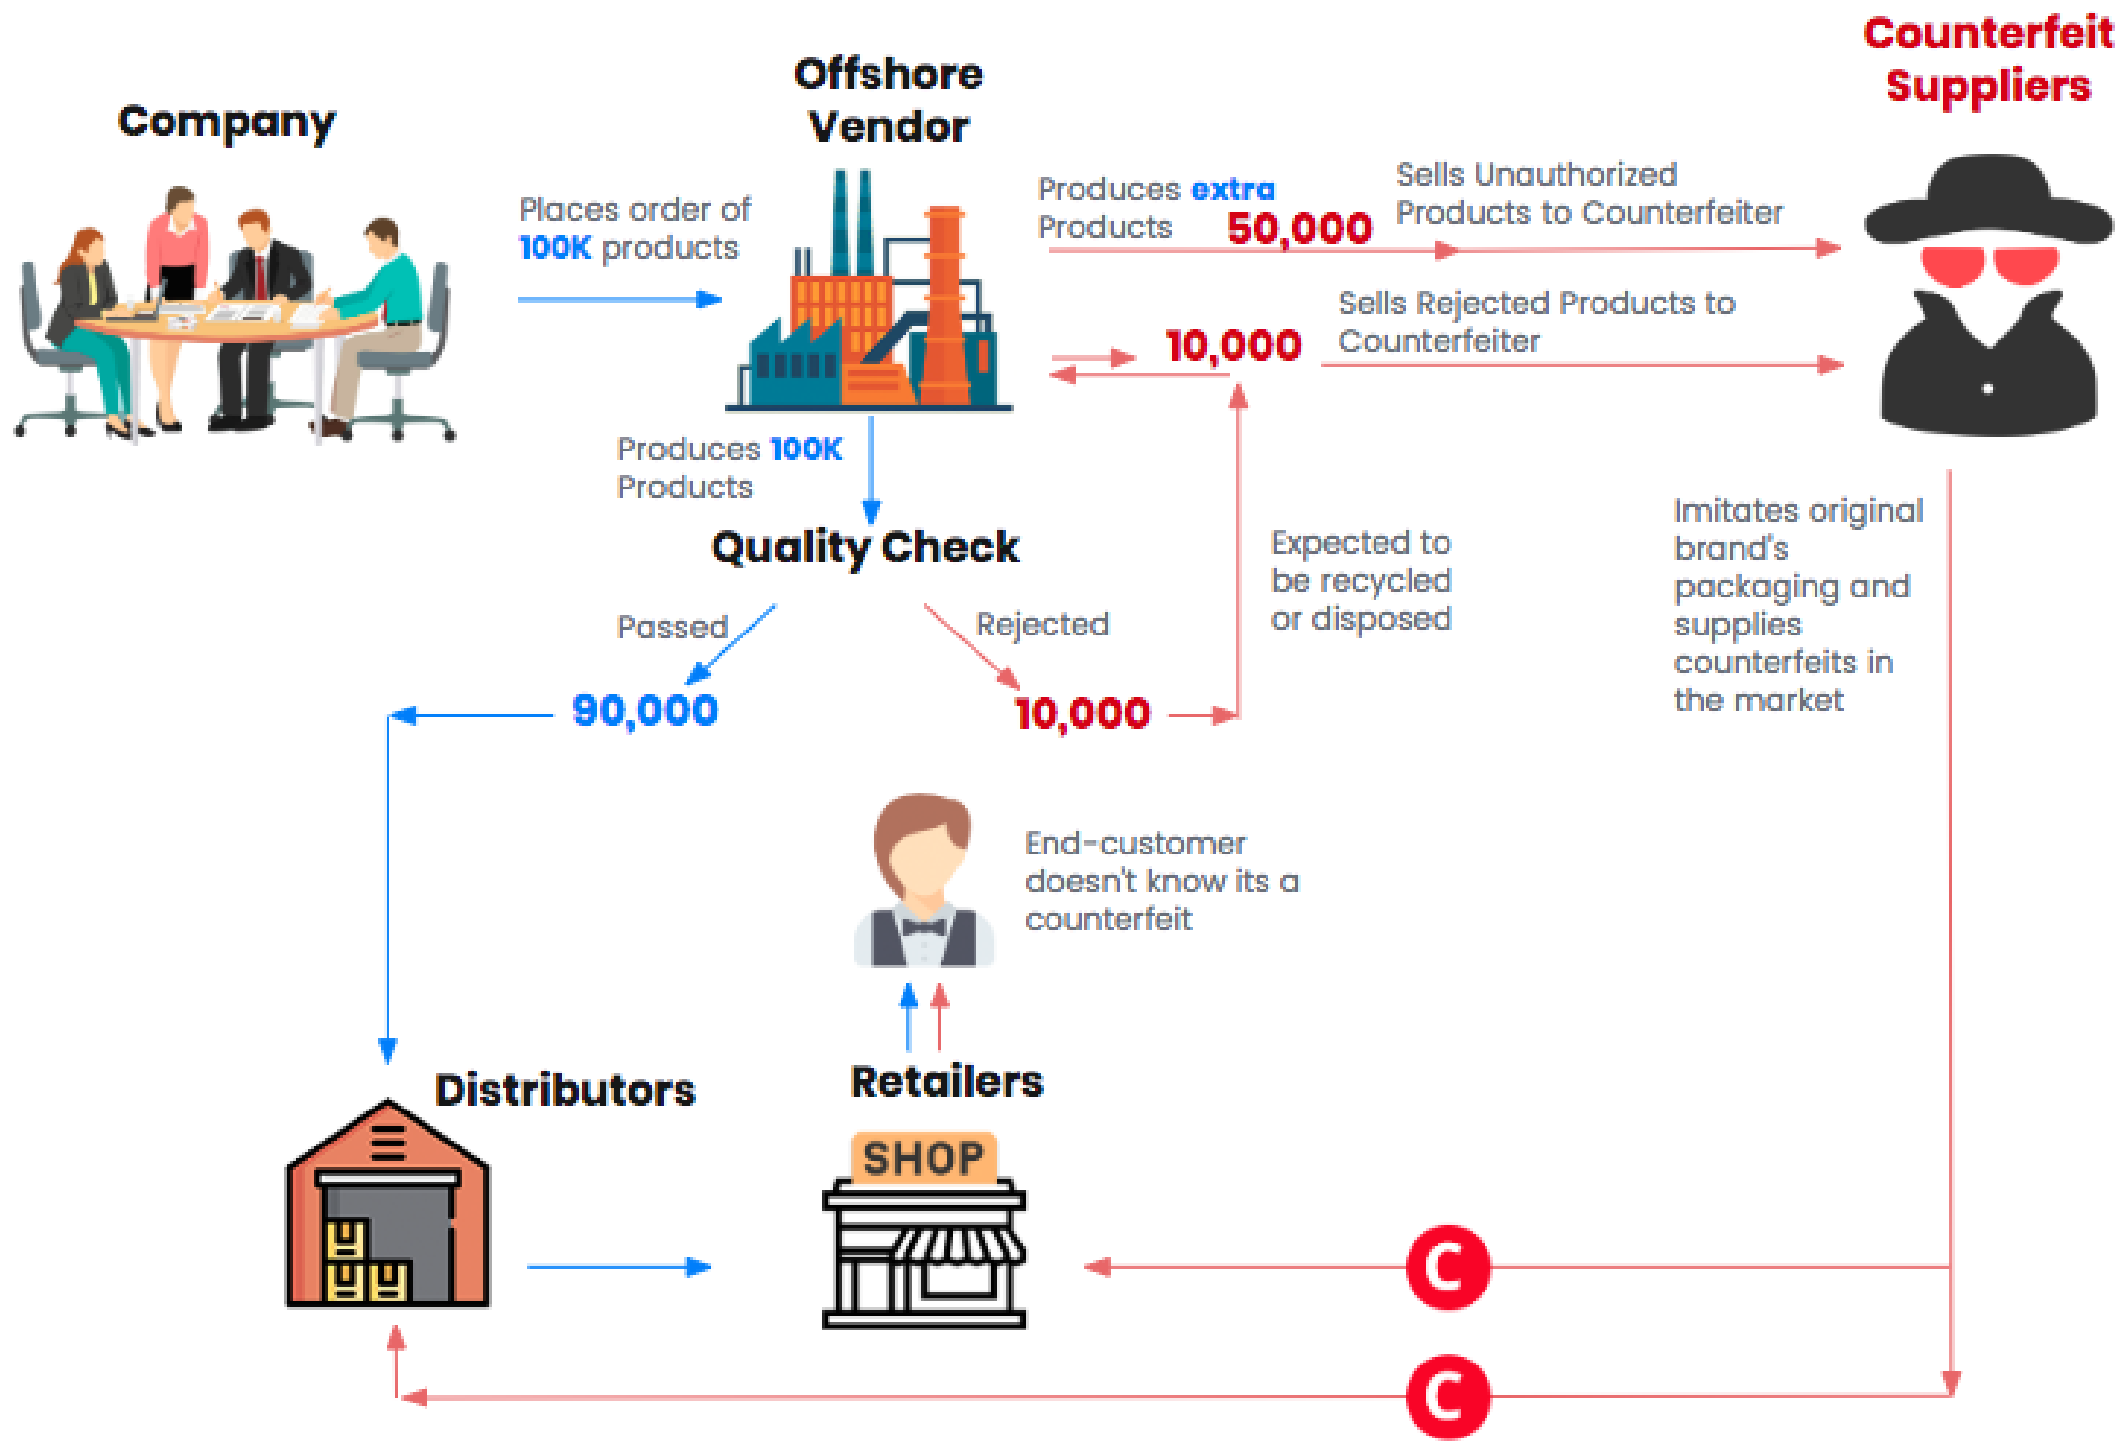 Company
Offshore
Vendor
Counterfeit
Suppliers
Places order of
100K products
Produces extra
Products 50,000
Sells Unauthorized
Products to Counterfeiter
10,000
Sells Rejected Products to
Counterfeiter
Produces 100K
Products
Quality Check
Passed
Rejected
90,000
10,000
Expected to
be recycled
or disposed
Imitates original
brand's
packaging and
supplies
counterfeits in
the market
End-customer
doesn't know its a
counterfeit
Distributors
Retailers
SHOP
C
C